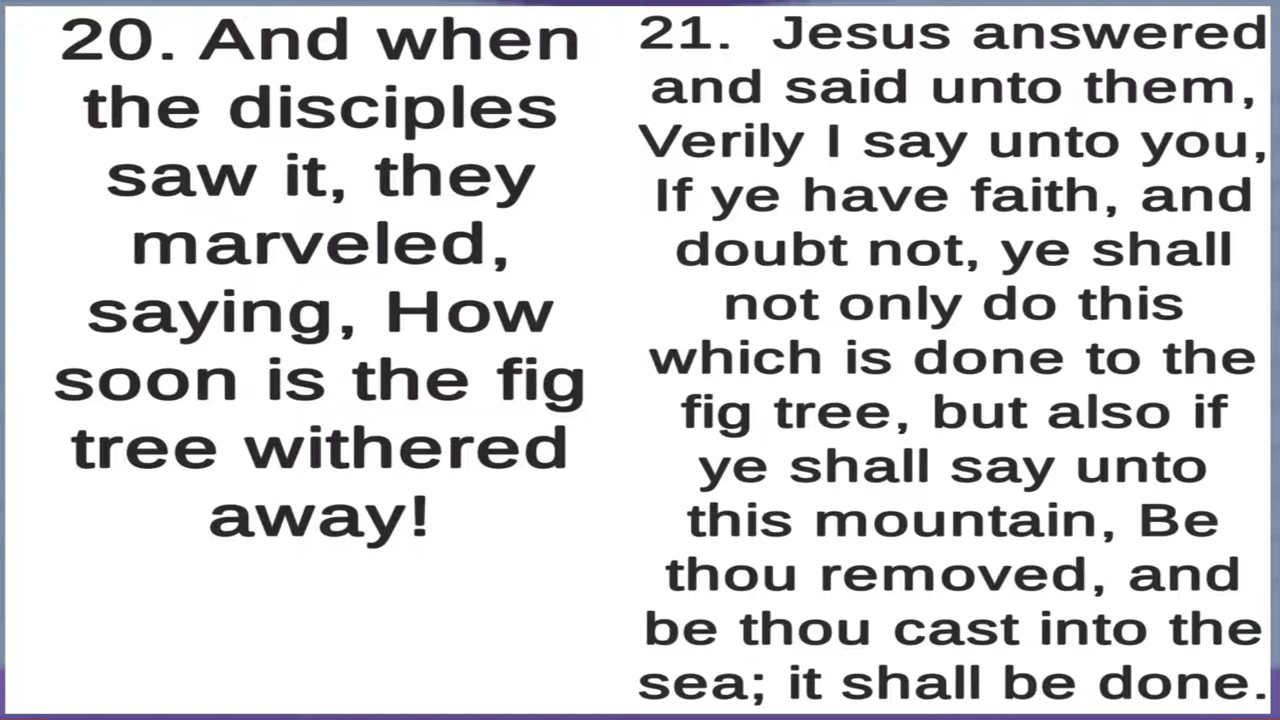 20. And when
the disciples
saw it, they
marveled,
saying, How
soon is the fig
tree withered
away!
21. Jesus answered
and said unto them,
Verily I say unto you,
If ye have faith, and
doubt not, ye shall
not only do this
which is done to the
fig tree, but also if
ye shall say unto
this mountain, Be
thou removed, and
be thou cast into the
sea; it shall be done.